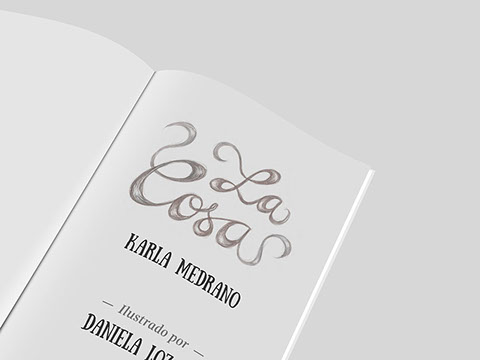 La
Cosa
KARLA MEDRANO
— Ilustrado por —
DANIELA